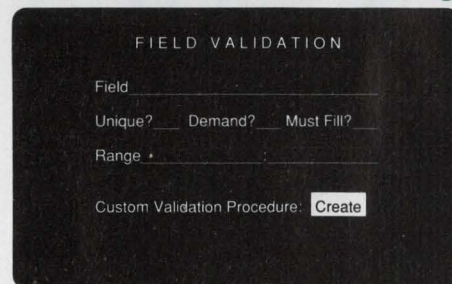 FIELD VALIDATION
Field
Unique? Demand? Must Fill?
Range :
Custom Validation Procedure: Create